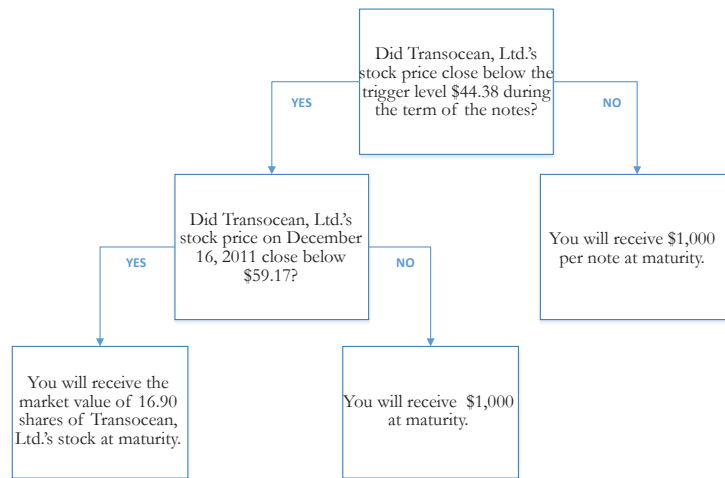 Did Transocean, Ltd.'s
stock price close below the
trigger level $44.38 during
the term of the notes?
YES
NO
Did Transocean, Ltd.'s
stock price on December
16, 2011 close below
$59.17?
You will receive $1,000
per note at maturity.
YES
NO
You will receive the
market value of 16.90
shares of Transocean,
Ltd.'s stock at maturity.
You will receive $1,000
at maturity.